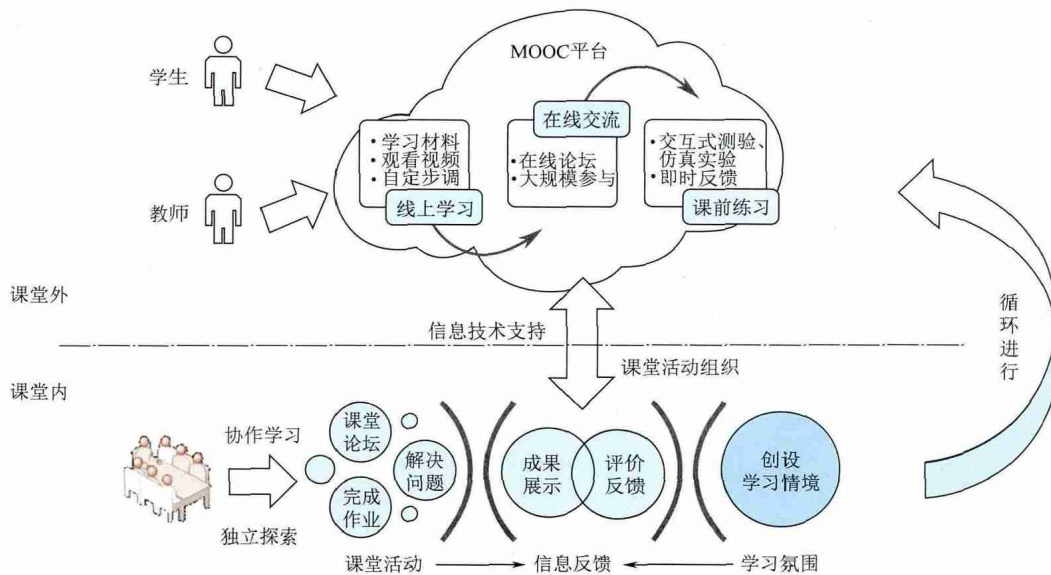 MOOC平台
学生
教师
在线交流
• 学习材料
• 观看视频
• 自定步调
线上学习
• 在线论坛
• 大规模参与
• 交互式测验、
仿真实验
• 即时反馈
课前练习
课堂外
信息技术支持
循环进行
课堂内
课堂活动组织
协作学习
独立探索
课堂
论坛
解决
问题
完成
作业
成果
展示
评价
反馈
创设
学习情境
课堂活动
信息反馈
学习氛围